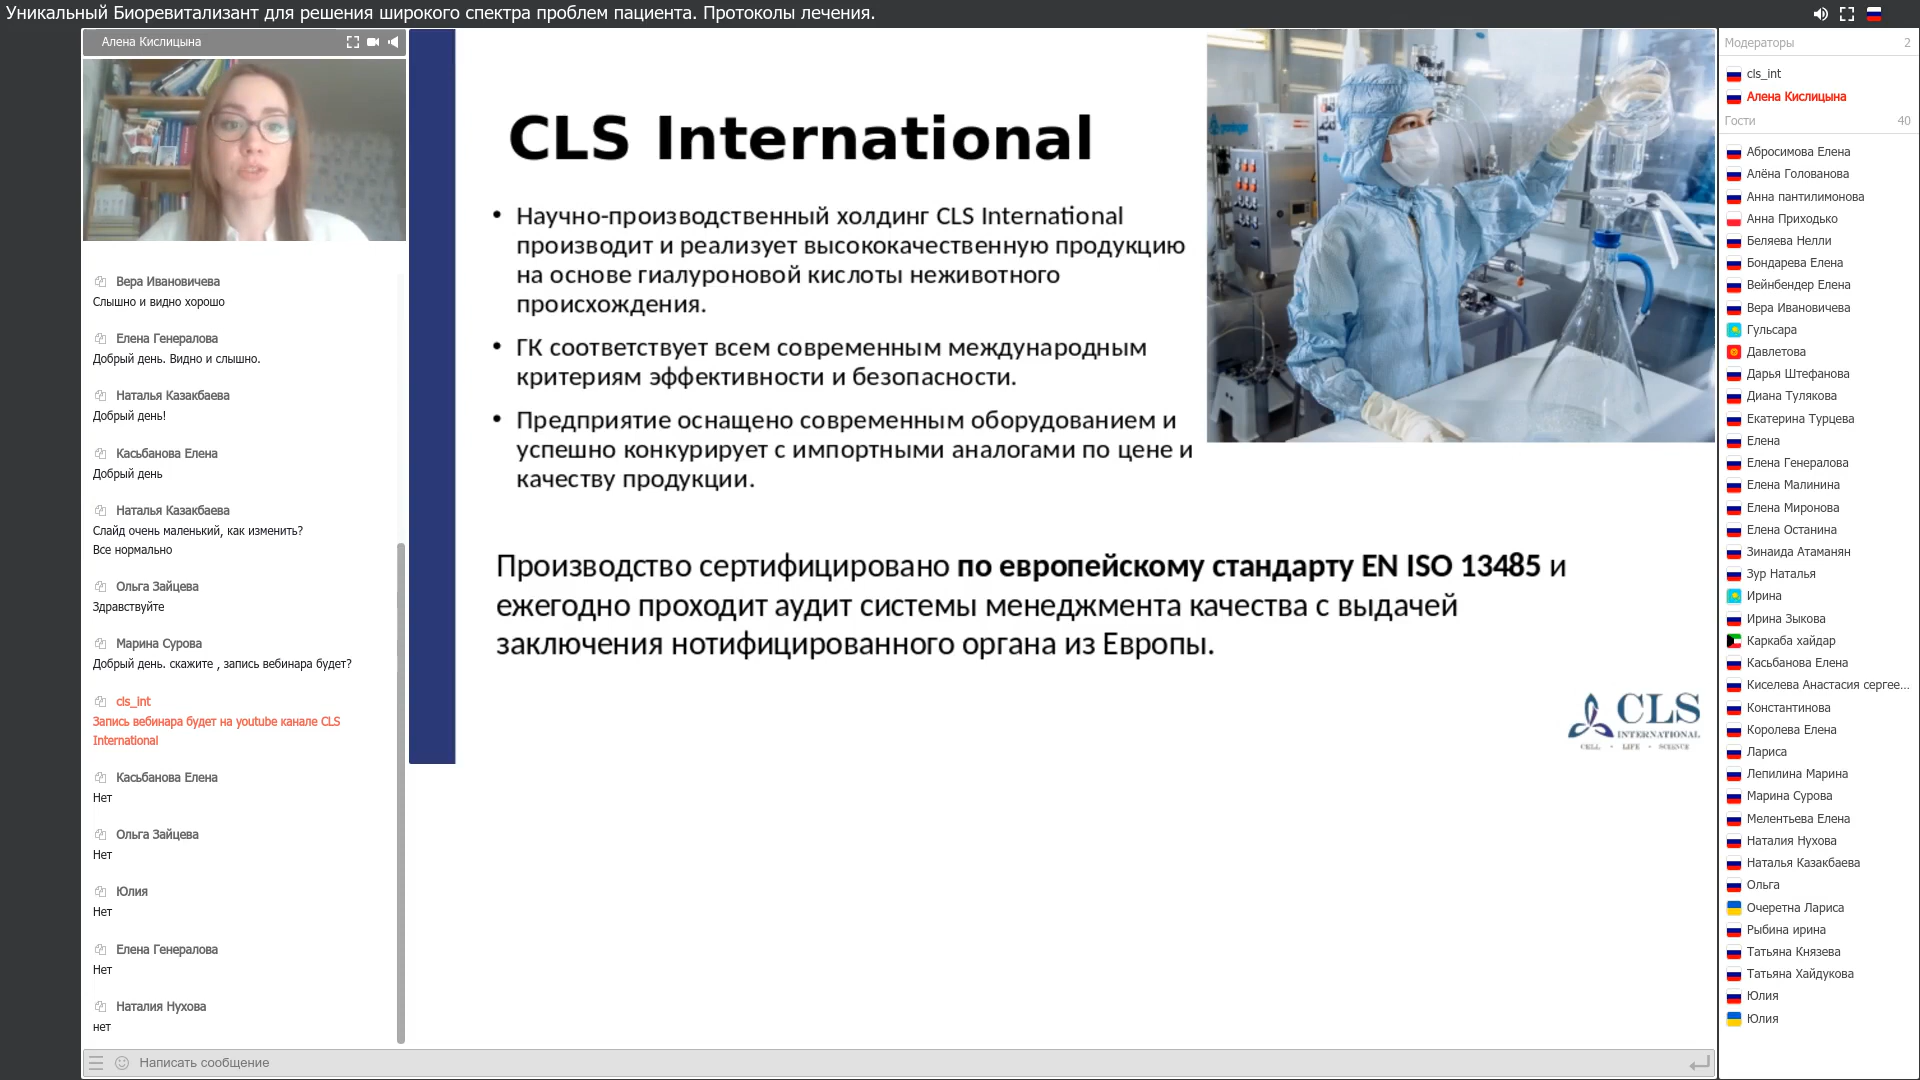 Уникальный Биоревитализант для решения широкого спектра проблем пациента. Протоколы лечения.
Алена Кислицына
Вера Ивановичева
Слышно и видно хорошо
Елена Генералова
Добрый день. Видно и слышно.
Наталья Казакбаева
Добрый день!
Касьбанова Елена
Добрый день
Наталья Казакбаева
Слайд очень маленький, как изменить?
Все нормально
Ольга Зайцева
Здравствуйте
Марина Сурова
Добрый день. скажите , запись вебинара будет?
cls_int
Запись вебинара будет на youtube канале CLS
International
Касьбанова Елена
Нет
Ольга Зайцева
Нет
Юлия
Нет
Елена Генералова
Нет
Наталия Нухова
нет
Написать сообщение
CLS International
• Научно-производственный холдинг CLS International
производит и реализует высококачественную продукцию
на основе гиалуроновой кислоты неживотного
происхождения.
• ГК соответствует всем современным международным
критериям эффективности и безопасности.
• Предприятие оснащено современным оборудованием и
успешно конкурирует с импортными аналогами по цене и
качеству продукции.
Производство сертифицировано по европейскому стандарту EN ISO 13485 и
ежегодно проходит аудит системы менеджмента качества с выдачей
заключения нотифицированного органа из Европы.
CLS
INTERNATIONAL
CELL • LIFE • SCIENCE
Модераторы 2
cls_int
Алена Кислицына
Гости 40
Абросимова Елена
Алёна Голованова
Анна пантилимонова
Анна Приходько
Беляева Нелли
Бондарева Елена
Вейнбендер Елена
Вера Ивановичева
Гульсара
Давлетова
Дарья Штефанова
Диана Тулякова
Екатерина Турцева
Елена
Елена Генералова
Елена Малинина
Елена Миронова
Елена Останина
Зинаида Атаманян
Зур Наталья
Ирина
Ирина Зыкова
Каркаба хайдар
Касьбанова Елена
Киселева Анастасия сергее...
Константинова
Королева Елена
Лариса
Лепилина Марина
Марина Сурова
Мелентьева Елена
Наталия Нухова
Наталья Казакбаева
Ольга
Очеретна Лариса
Рыбина ирина
Татьяна Князева
Татьяна Хайдукова
Юлия
Юлия